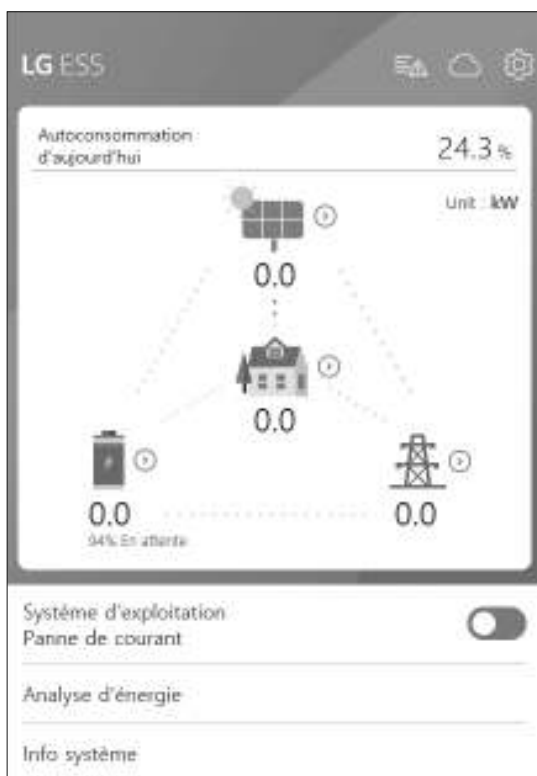 LG ESS
Autoconsommation
d'aujourd'hui
24.3 %
Unit : kW
0.0
0.0
0.0
0.0
94% En attente
Système d'exploitation
Panne de courant
Analyse d'énergie
Info système